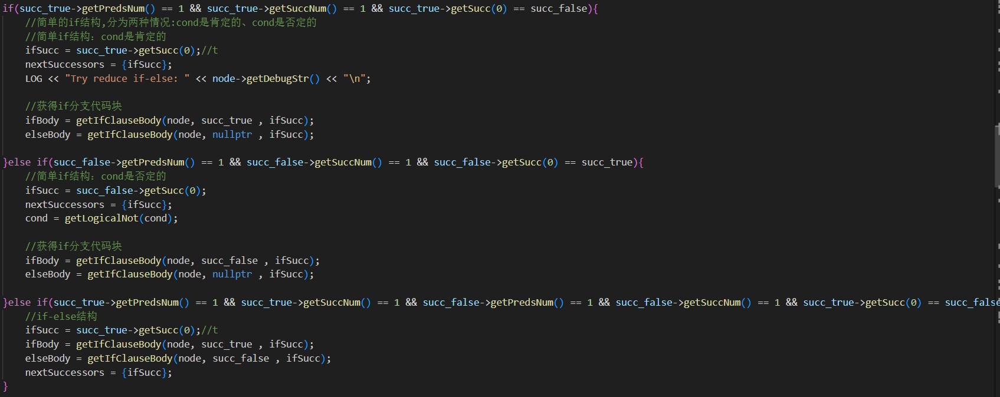 if(succ_true->getPredsNum() == 1 && succ_true->getSuccNum() == 1 && succ_true->getSucc(0) == succ_false){
//简单的if结构,分为两种情况:cond是肯定的、cond是否定的
//简单if结构：cond是肯定的
ifSucc = succ_true->getSucc(0);//t
nextSuccessors = {ifSucc};
LOG << "Try reduce if-else: " << node->getDebugStr() << "\n";
//获得if分支代码块
ifBody = getIfClauseBody(node, succ_true , ifSucc);
elseBody = getIfClauseBody(node, nullptr , ifSucc);
}else if(succ_false->getPredsNum() == 1 && succ_false->getSuccNum() == 1 && succ_false->getSucc(0) == succ_true){
//简单if结构：cond是否定的
ifSucc = succ_false->getSucc(0);
nextSuccessors = {ifSucc};
cond = getLogicalNot(cond);
//获得if分支代码块
ifBody = getIfClauseBody(node, succ_false , ifSucc);
elseBody = getIfClauseBody(node, nullptr , ifSucc);
}else if(succ_true->getPredsNum() == 1 && succ_true->getSuccNum() == 1 && succ_false->getPredsNum() == 1 && succ_false->getSuccNum() == 1 && succ_true->getSucc(0) == succ_false
//if-else结构
ifSucc = succ_true->getSucc(0);//t
ifBody = getIfClauseBody(node, succ_true , ifSucc);
elseBody = getIfClauseBody(node, succ_false , ifSucc);
nextSuccessors = {ifSucc};
}